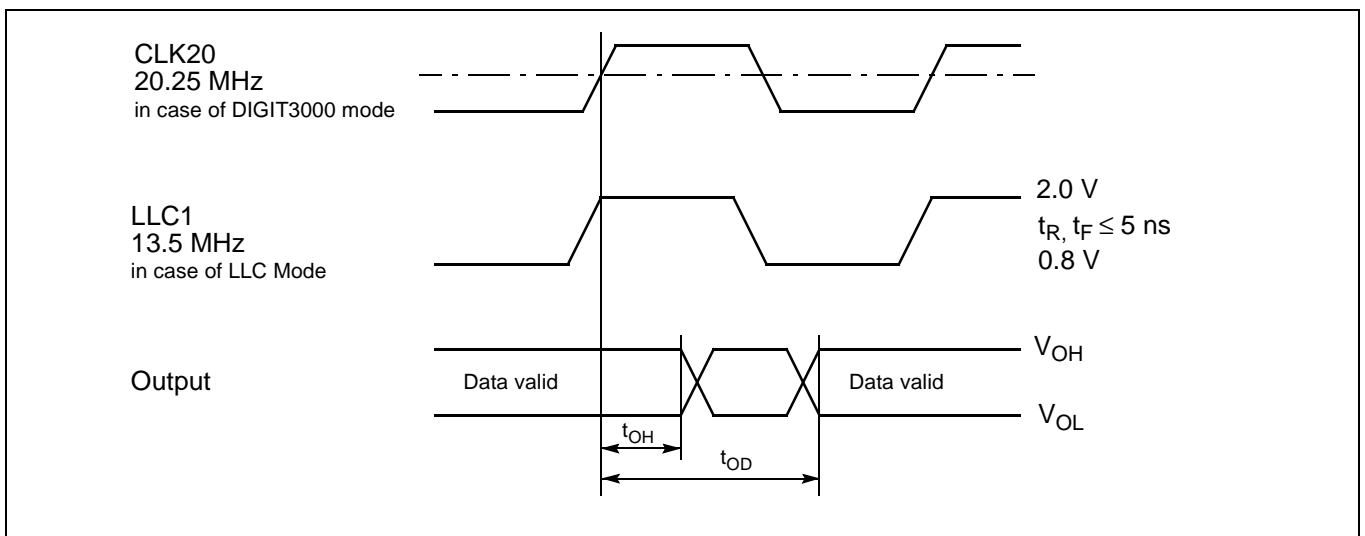 CLK20
20.25 MHz
in case of DIGIT3000 mode
LLC1
13.5 MHz
in case of LLC Mode
2.0 V
tR, tF ≤ 5 ns
0.8 V
Output
Data valid
Data valid
VOH
VOL
tOH
tOD